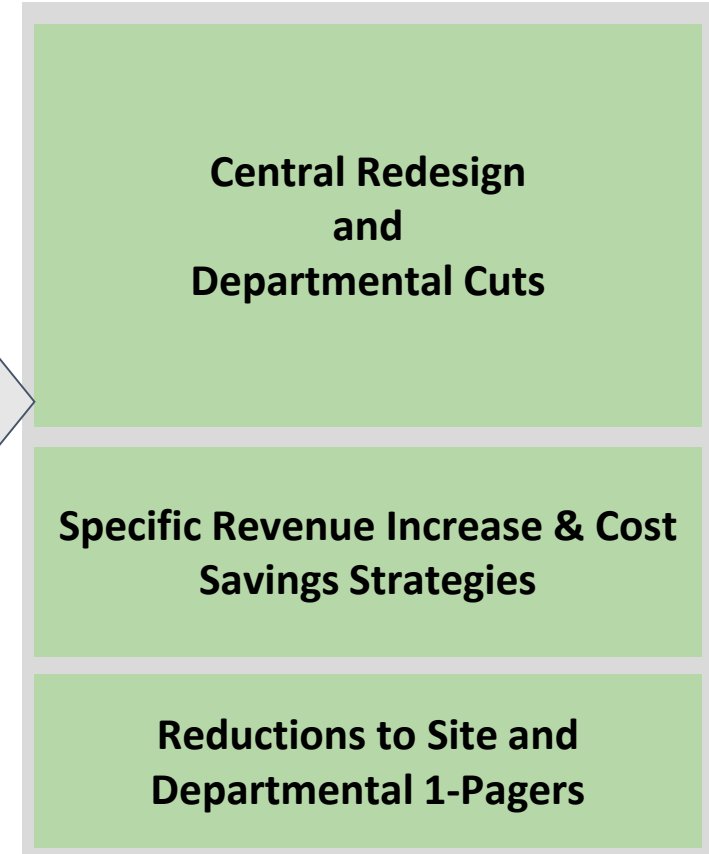 Central Redesign
and
Departmental Cuts
Specific Revenue Increase & Cost
Savings Strategies
Reductions to Site and
Departmental 1-Pagers